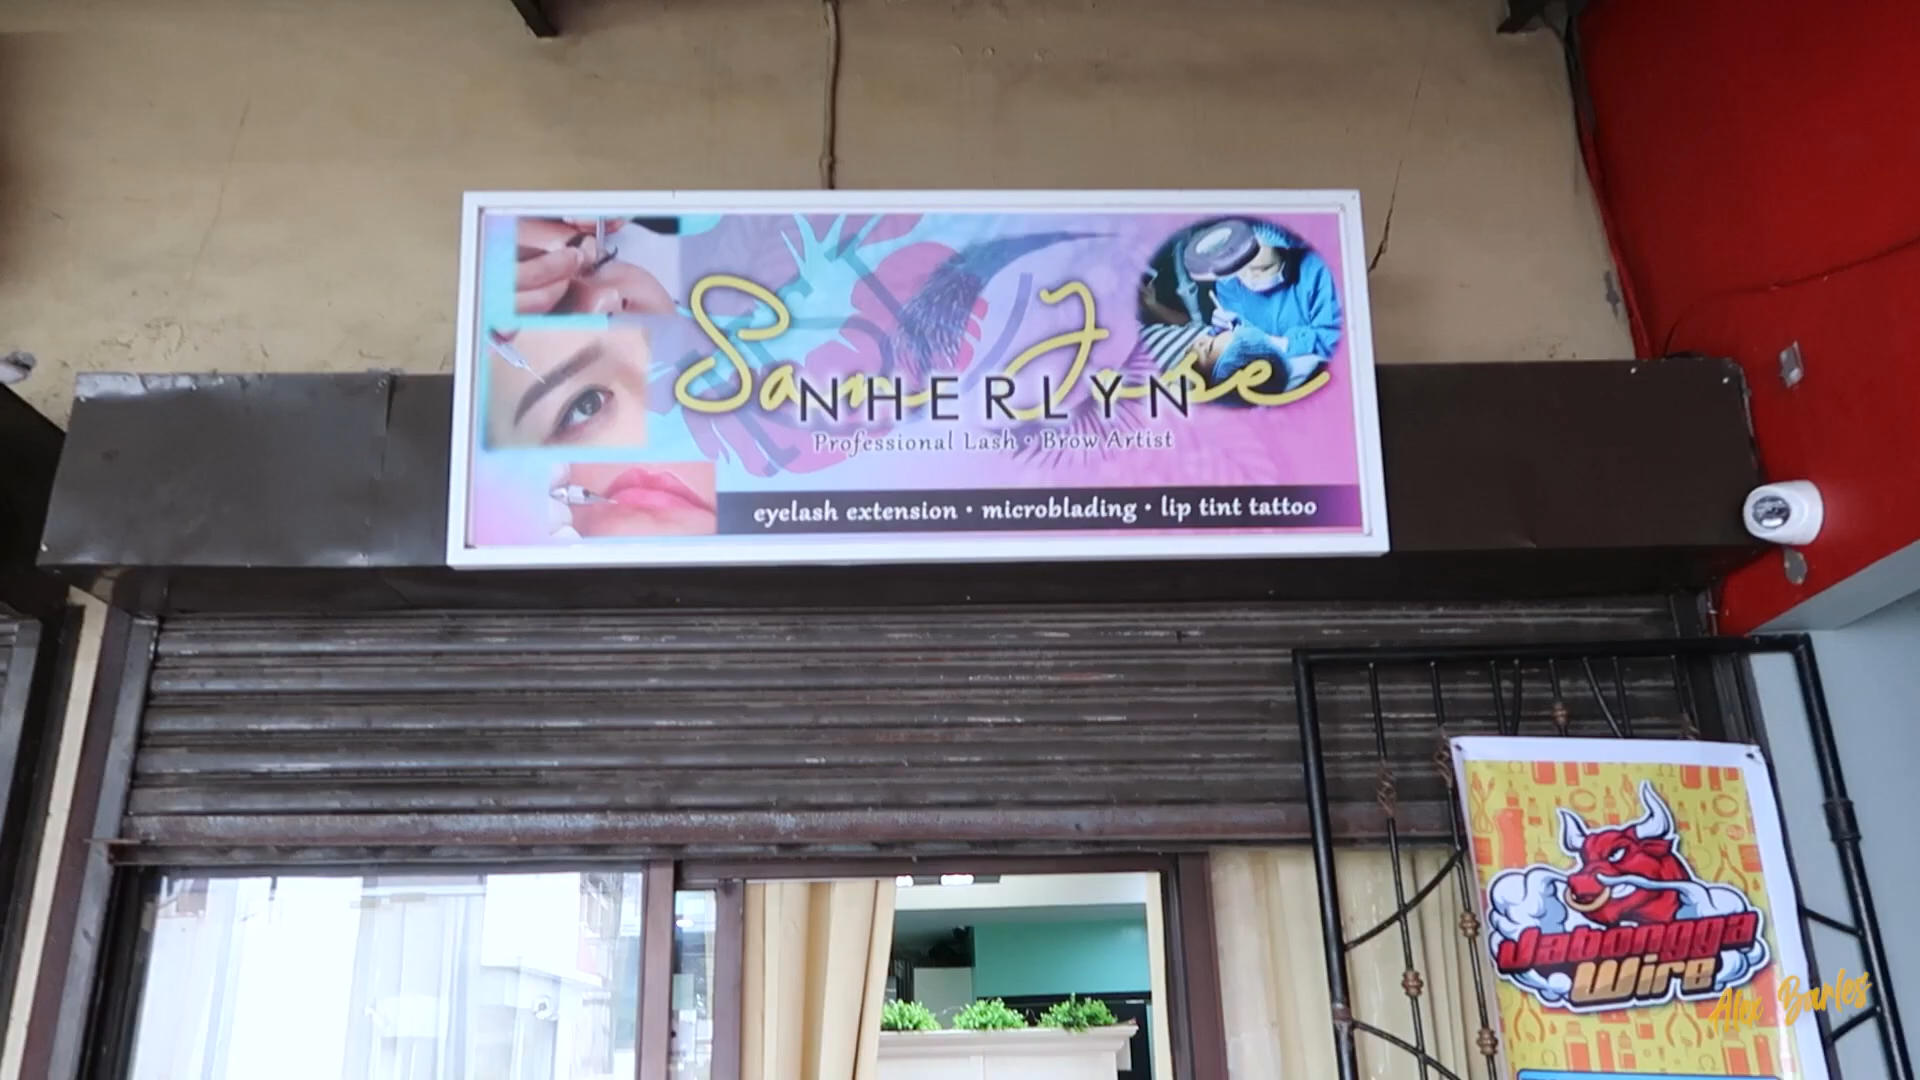 San Jose
NHERLYN
Professional Lash • Brow Artist
eyelash extension • microblading • lip tint tattoo
Jabongga
Wire
Alex Barles